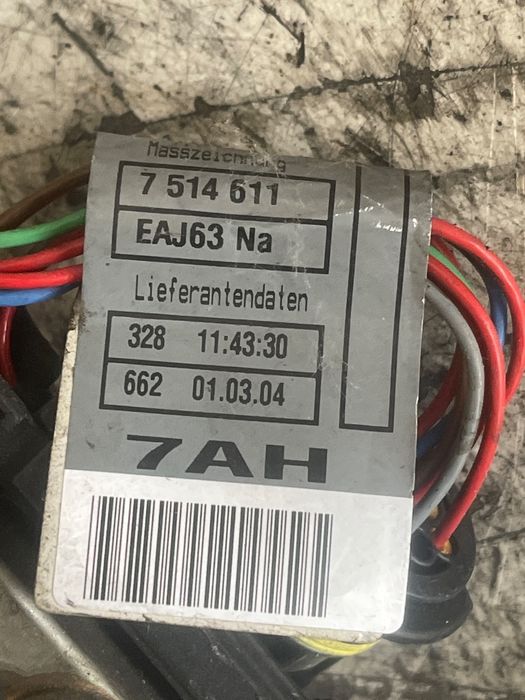 Masszeichnung
7 514 611
EAJ63 Na
Lieferantendaten
328 11:43:30
662 01.03.04
7AH